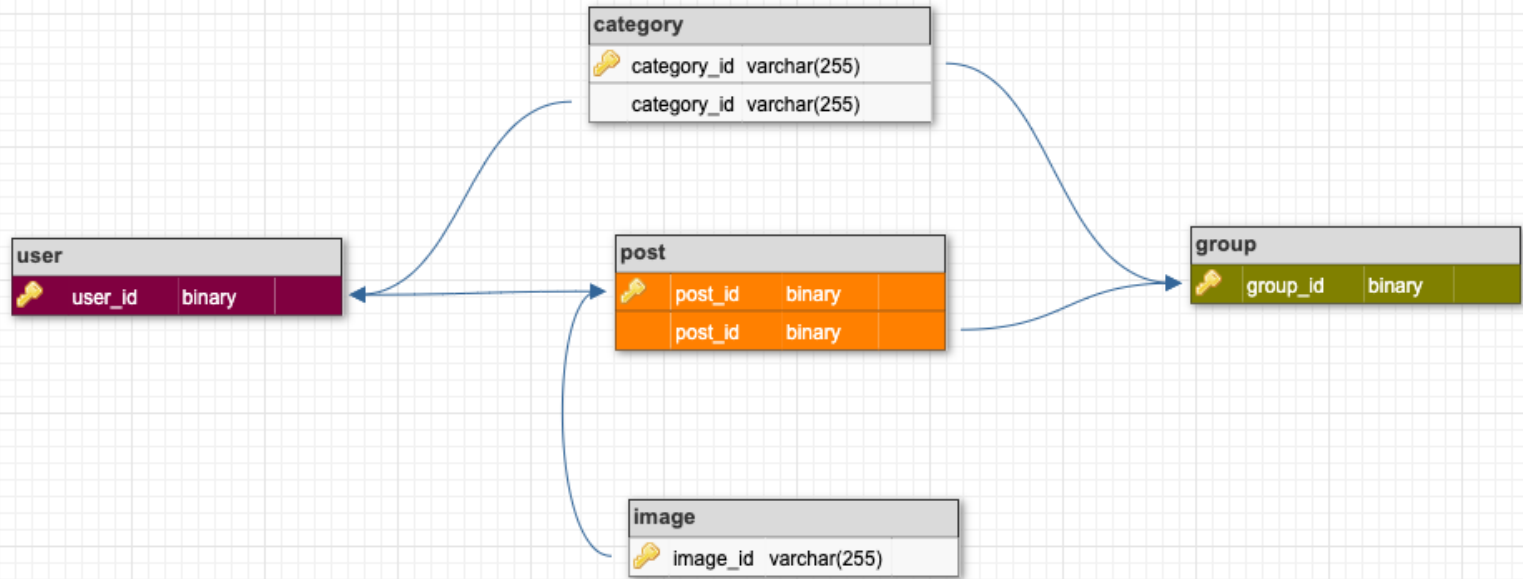 category
category_id varchar(255)
category_id varchar(255)
user
user_id binary
post
post_id binary
post_id binary
group
group_id binary
image
image_id varchar(255)